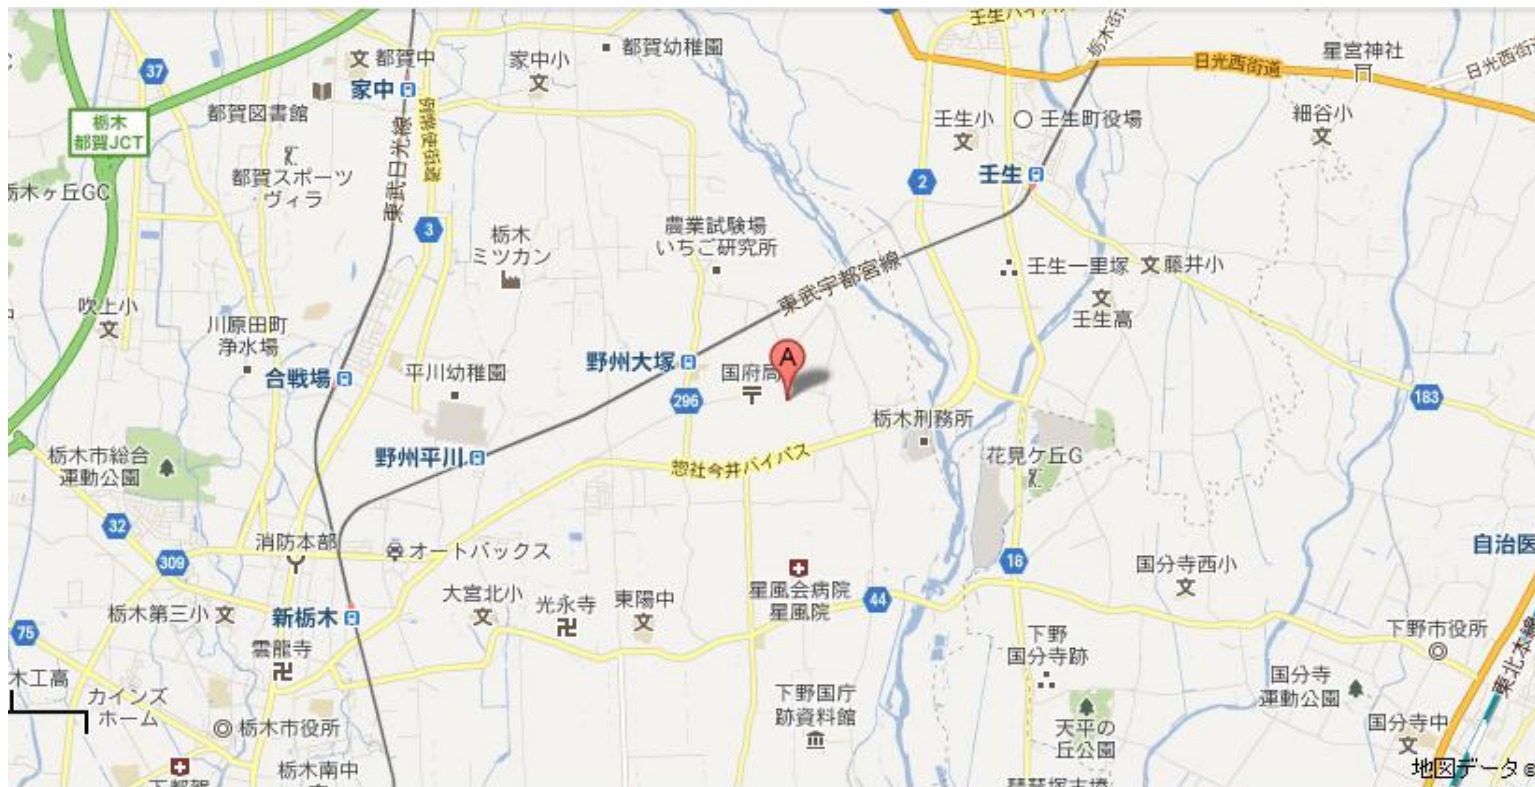 壬生バイパス
栃木街道
都賀中
家中小
都賀幼稚園
37
家中
都賀図書館
栃木
都賀JCT
日光西街道
星宮神社
日光西街道
壬生小
壬生町役場
細谷小
都賀スポーツ
ヴィラ
栃木ヶ丘GC
東武日光線
2
壬生
3
栃木
ミツカン
農業試験場
いちご研究所
東武宇都宮線
壬生一里塚
藤井小
壬生高
吹上小
川原田町
浄水場
合戦場
平川幼稚園
野州大塚
国府局
A
296
183
栃木刑務所
野州平川
惣社今井バイパス
花見ケ丘G
栃木市総合
運動公園
32
309
消防本部
オートバックス
自治医
18
国分寺西小
星風会病院
星風院
44
大宮北小
光永寺
東陽中
栃木第三小
新栃木
75
雲龍寺
下野
国分寺跡
下野市役所
東北本線
木工高
カインズ
ホーム
栃木市役所
下野国庁
跡資料館
天平の
丘公園
国分寺
運動公園
国分寺中
栃木南中
下都賀
琵琶塚古墳
地図データ ©